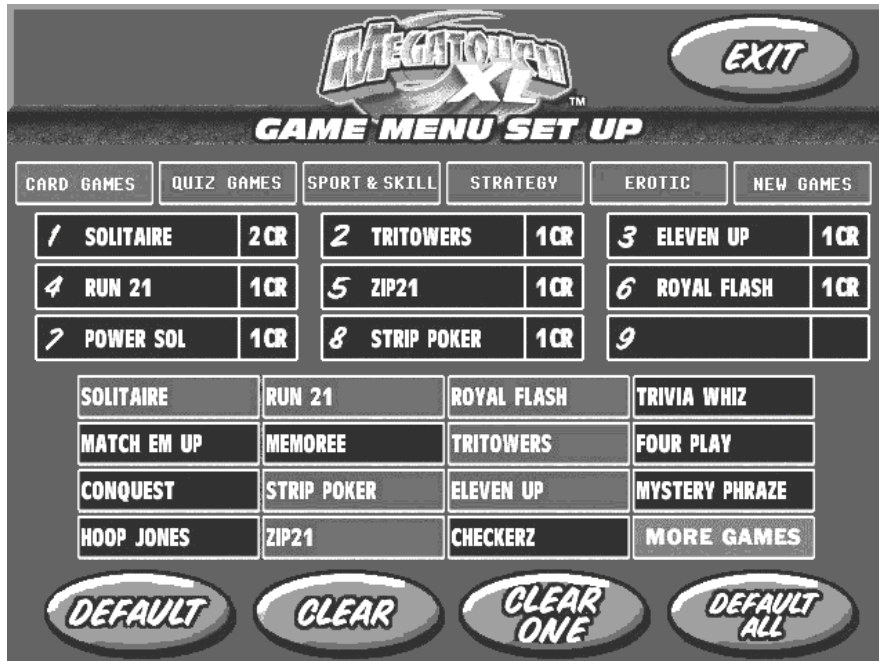 MEGATOUCH
XL™
EXIT
GAME MENU SET UP
CARD GAMES QUIZ GAMES SPORT & SKILL STRATEGY EROTIC NEW GAMES
1 SOLITAIRE 2CR 2 TRITOWERS 1CR 3 ELEVEN UP 1CR
4 RUN 21 1CR 5 ZIP21 1CR 6 ROYAL FLASH 1CR
7 POWER SOL 1CR 8 STRIP POKER 1CR 9
SOLITAIRE RUN 21 ROYAL FLASH TRIVIA WHIZ
MATCH EM UP MEMOREE TRITOWERS FOUR PLAY
CONQUEST STRIP POKER ELEVEN UP MYSTERY PHRAZE
HOOP JONES ZIP21 CHECKERZ MORE GAMES
DEFAULT CLEAR CLEAR ONE DEFAULT ALL